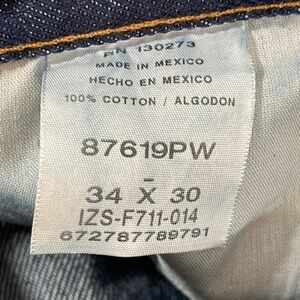 RN 130273
MADE IN MEXICO
HECHO EN MEXICO
100% COTTON / ALGODON
87619PW
-
34 X 30
IZS-F711-014
672787789791